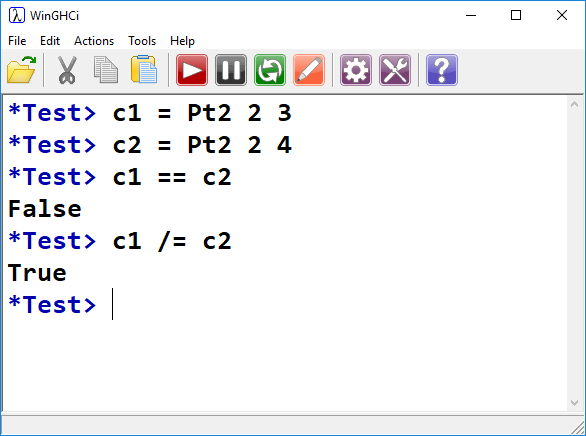 WinGHCi
File Edit Actions Tools Help
*Test> c1 = Pt2 2 3
*Test> c2 = Pt2 2 4
*Test> c1 == c2
False
*Test> c1 /= c2
True
*Test>